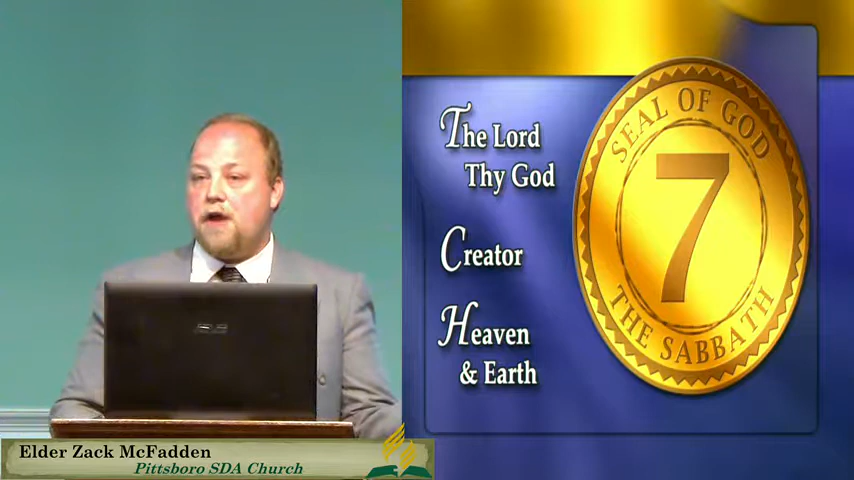 The Lord
Thy God
Creator
Heaven
& Earth
SEAL OF GOD
7
THE SABBATH
Elder Zack McFadden
Pittsboro SDA Church